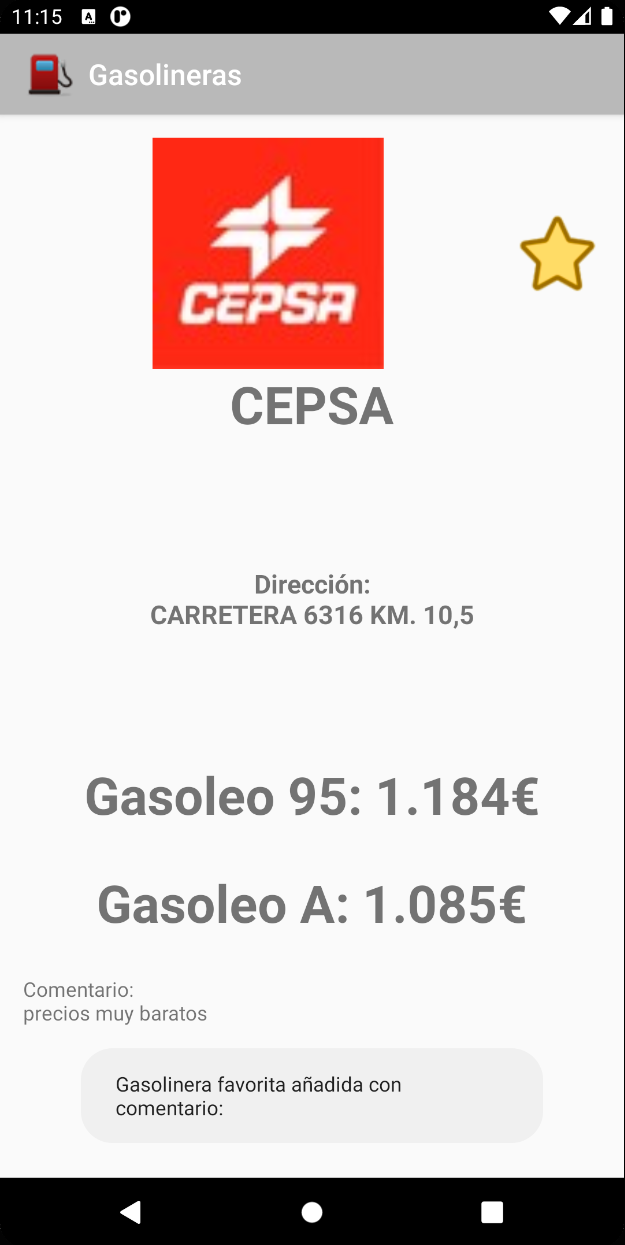 11:15
A
Gasolineras
CEPSA
CEPSA
Dirección:
CARRETERA 6316 KM. 10,5
Gasoleo 95: 1.184€
Gasoleo A: 1.085€
Comentario:
precios muy baratos
Gasolinera favorita añadida con
comentario: